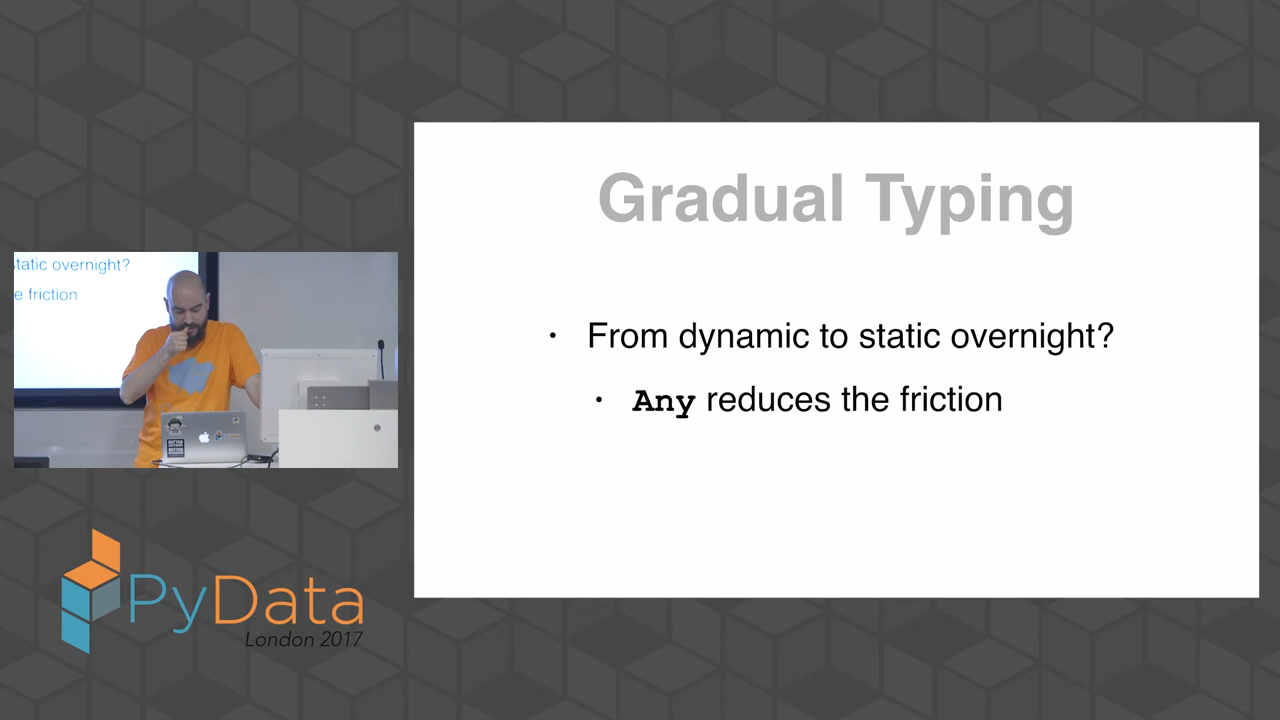 Gradual Typing
• From dynamic to static overnight?
• Any reduces the friction
static overnight?
e friction
PyData
London 2017